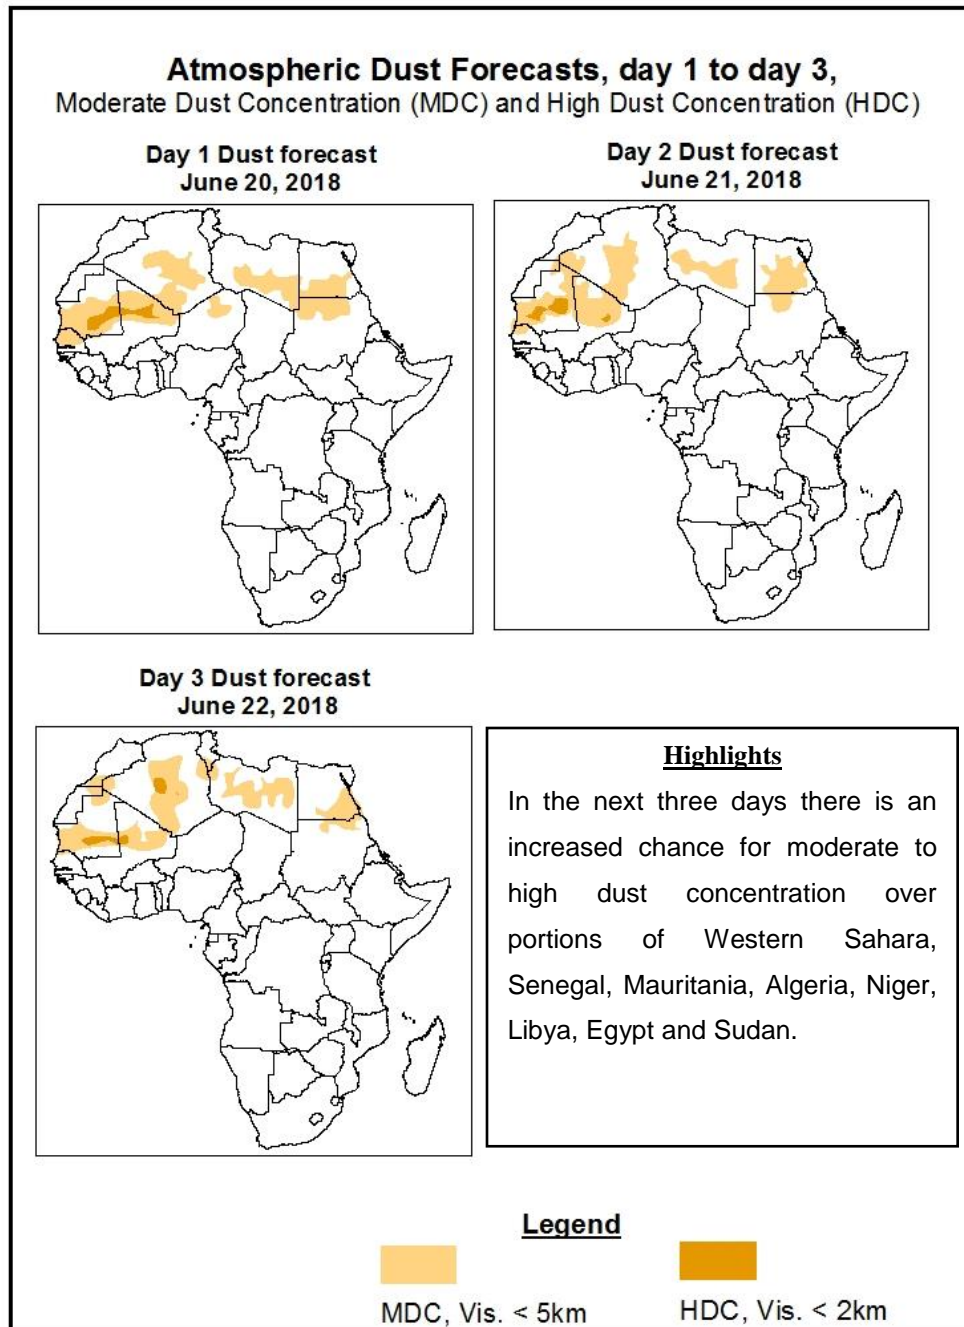 Atmospheric Dust Forecasts, day 1 to day 3,
Moderate Dust Concentration (MDC) and High Dust Concentration (HDC)
Day 1 Dust forecast
June 20, 2018
Day 2 Dust forecast
June 21, 2018
Day 3 Dust forecast
June 22, 2018
Highlights
In the next three days there is an
increased chance for moderate to
high dust concentration over
portions of Western Sahara,
Senegal, Mauritania, Algeria, Niger,
Libya, Egypt and Sudan.
Legend
MDC, Vis. < 5km
HDC, Vis. < 2km